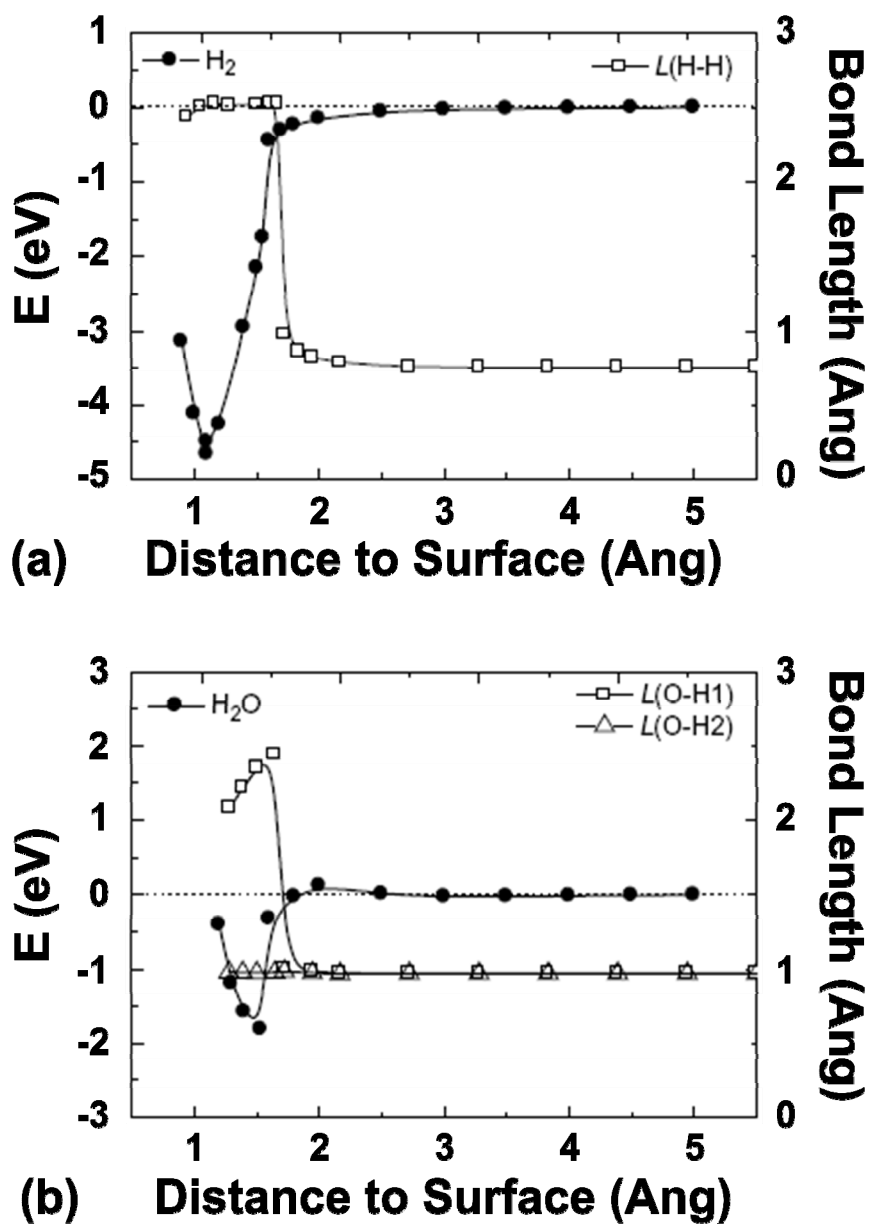 H2
L(H-H)
1
0
-1
-2
-3
-4
-5
E (eV)
3
2
1
0
Bond Length (Ang)
1 2 3 4 5
(a) Distance to Surface (Ang)
H2O
L(O-H1)
L(O-H2)
3
2
1
0
-1
-2
-3
E (eV)
3
2
1
0
Bond Length (Ang)
1 2 3 4 5
(b) Distance to Surface (Ang)